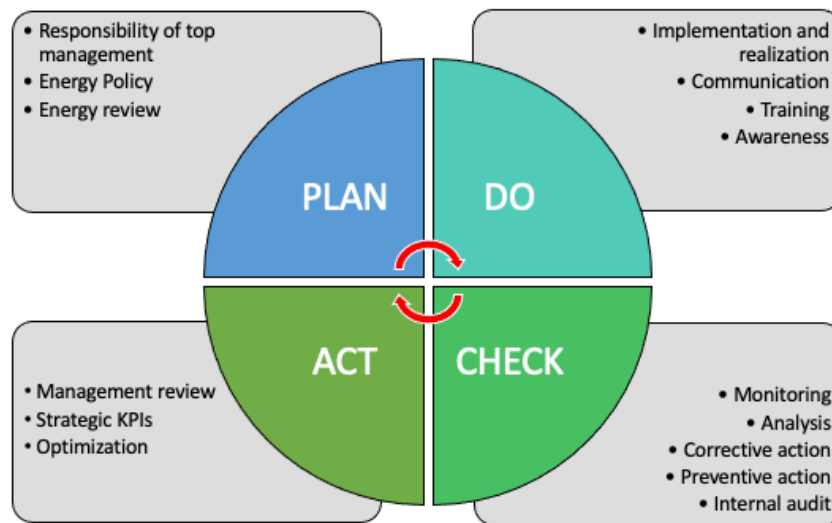 • Responsibility of top
management
• Energy Policy
• Energy review
• Implementation and
realization
• Communication
• Training
• Awareness
PLAN
DO
ACT
CHECK
• Management review
• Strategic KPIs
• Optimization
• Monitoring
• Analysis
• Corrective action
• Preventive action
• Internal audit